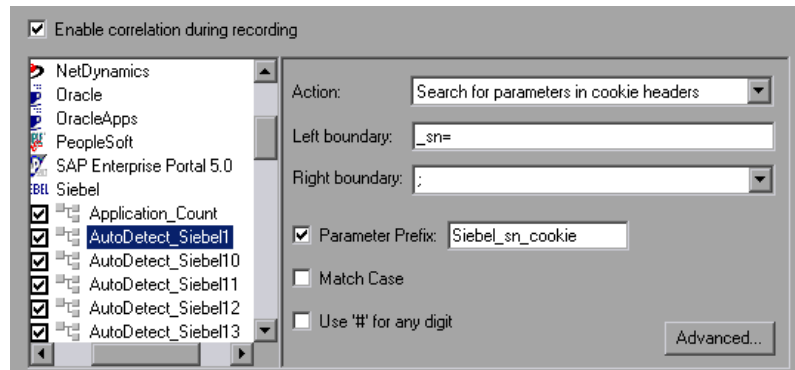 Enable correlation during recording
NetDynamics
Oracle
OracleApps
PeopleSoft
SAP Enterprise Portal 5.0
Siebel
Application_Count
AutoDetect_Siebel1
AutoDetect_Siebel10
AutoDetect_Siebel11
AutoDetect_Siebel12
AutoDetect_Siebel13
Action: Search for parameters in cookie headers
Left boundary: _sn=
Right boundary: ;
Parameter Prefix: Siebel_sn_cookie
Match Case
Use '#' for any digit
Advanced...